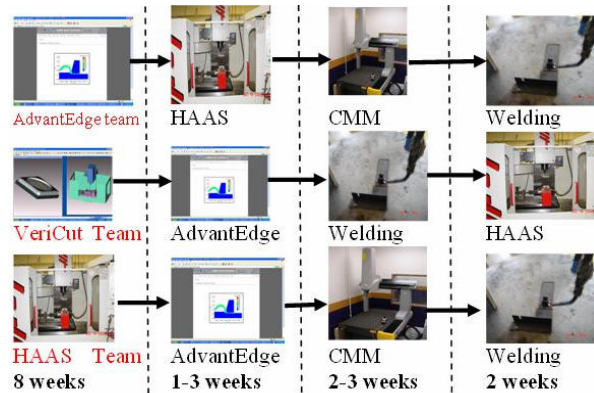 AdvantEdge team HAAS CMM Welding
VeriCut Team AdvantEdge Welding HAAS
HAAS Team AdvantEdge CMM Welding
8 weeks 1-3 weeks 2-3 weeks 2 weeks